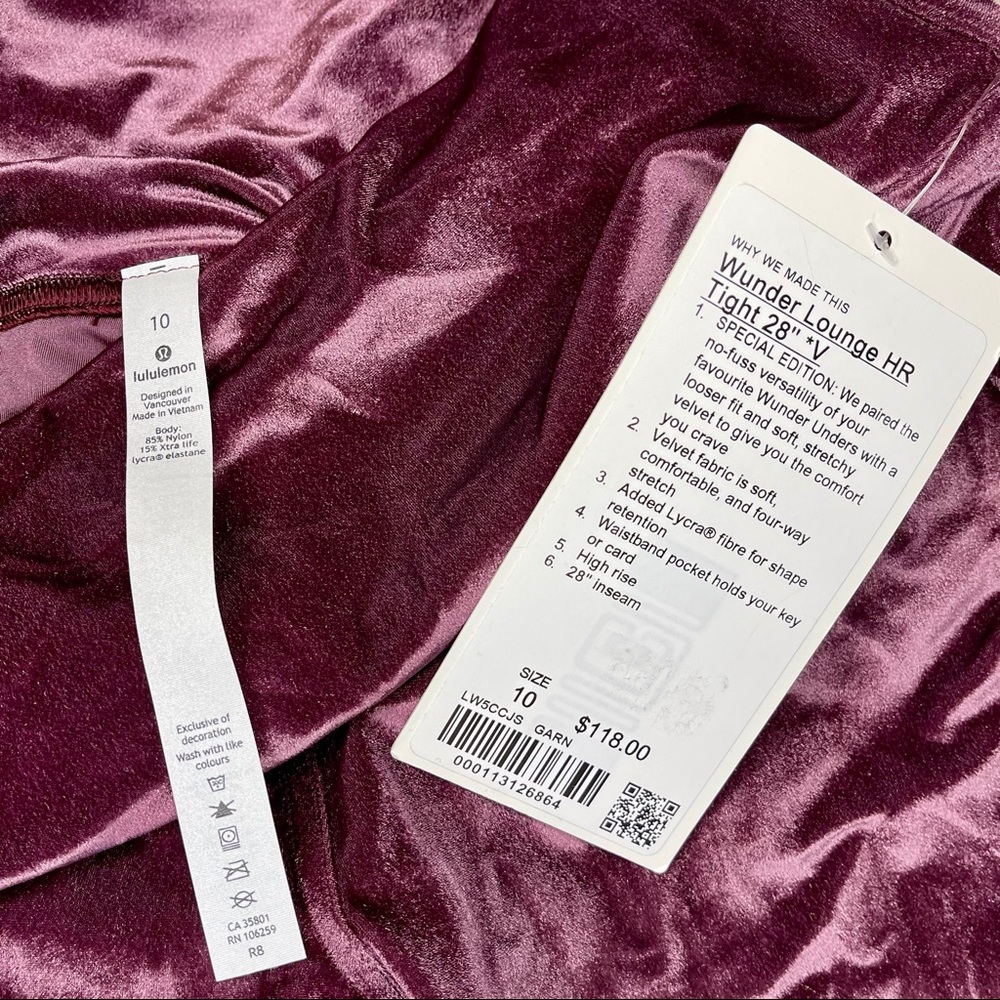 10
lululemon
Designed in
Vancouver
Made in Vietnam
Body:
85% Nylon
15% Xtra life
lycra® elastane
Exclusive of
decoration
Wash with like
colours
CA 35801
RN 106259
R8
WHY WE MADE THIS
Wunder Lounge HR
Tight 28" *V
1. SPECIAL EDITION: We paired the
no-fuss versatility of your
favourite Wunder Unders with a
looser fit and soft, stretchy
velvet to give you the comfort
you crave
2. Velvet fabric is soft,
comfortable, and four-way
stretch
3. Added Lycra® fibre for shape
retention
4. Waistband pocket holds your key
or card
5. High rise
6. 28" inseam
SIZE
10 $118.00
LW5CCJS GARN
000113126864